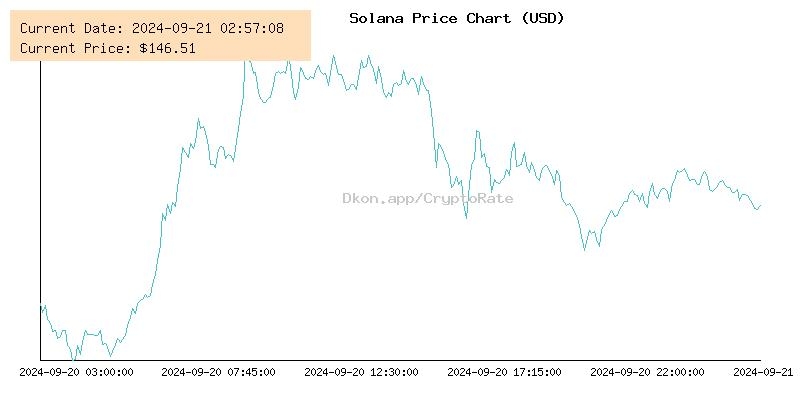 Solana Price Chart (USD)
Current Date: 2024-09-21 02:57:08
Current Price: $146.51
Dkon.app/CryptoRate
2024-09-20 03:00:00 2024-09-20 07:45:00 2024-09-20 12:30:00 2024-09-20 17:15:00 2024-09-20 22:00:00 2024-09-21